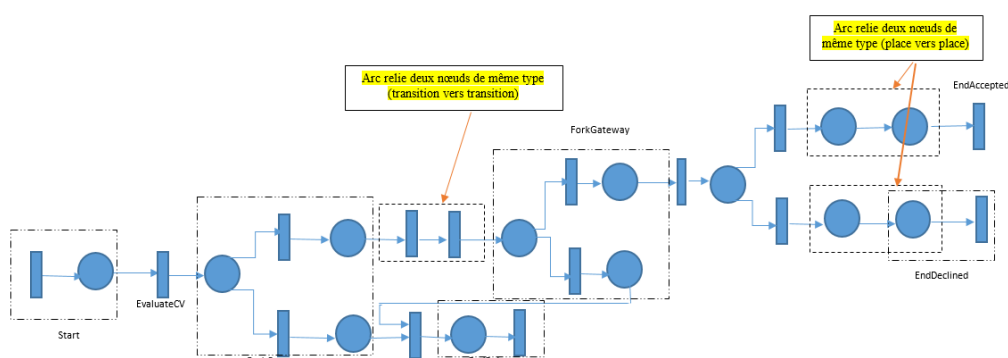 Arc relie deux nœuds de
même type (place vers place)
Arc relie deux nœuds de même type
(transition vers transition)
EndAccepted
ForkGateway
EvaluateCV
EndDeclined
Start